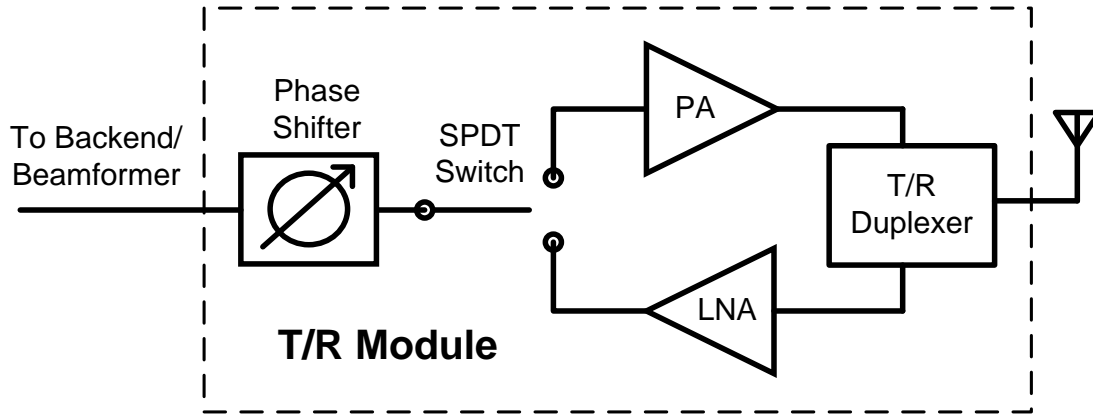 To Backend/
Beamformer
Phase
Shifter
SPDT
Switch
PA
T/R
Duplexer
LNA
T/R Module